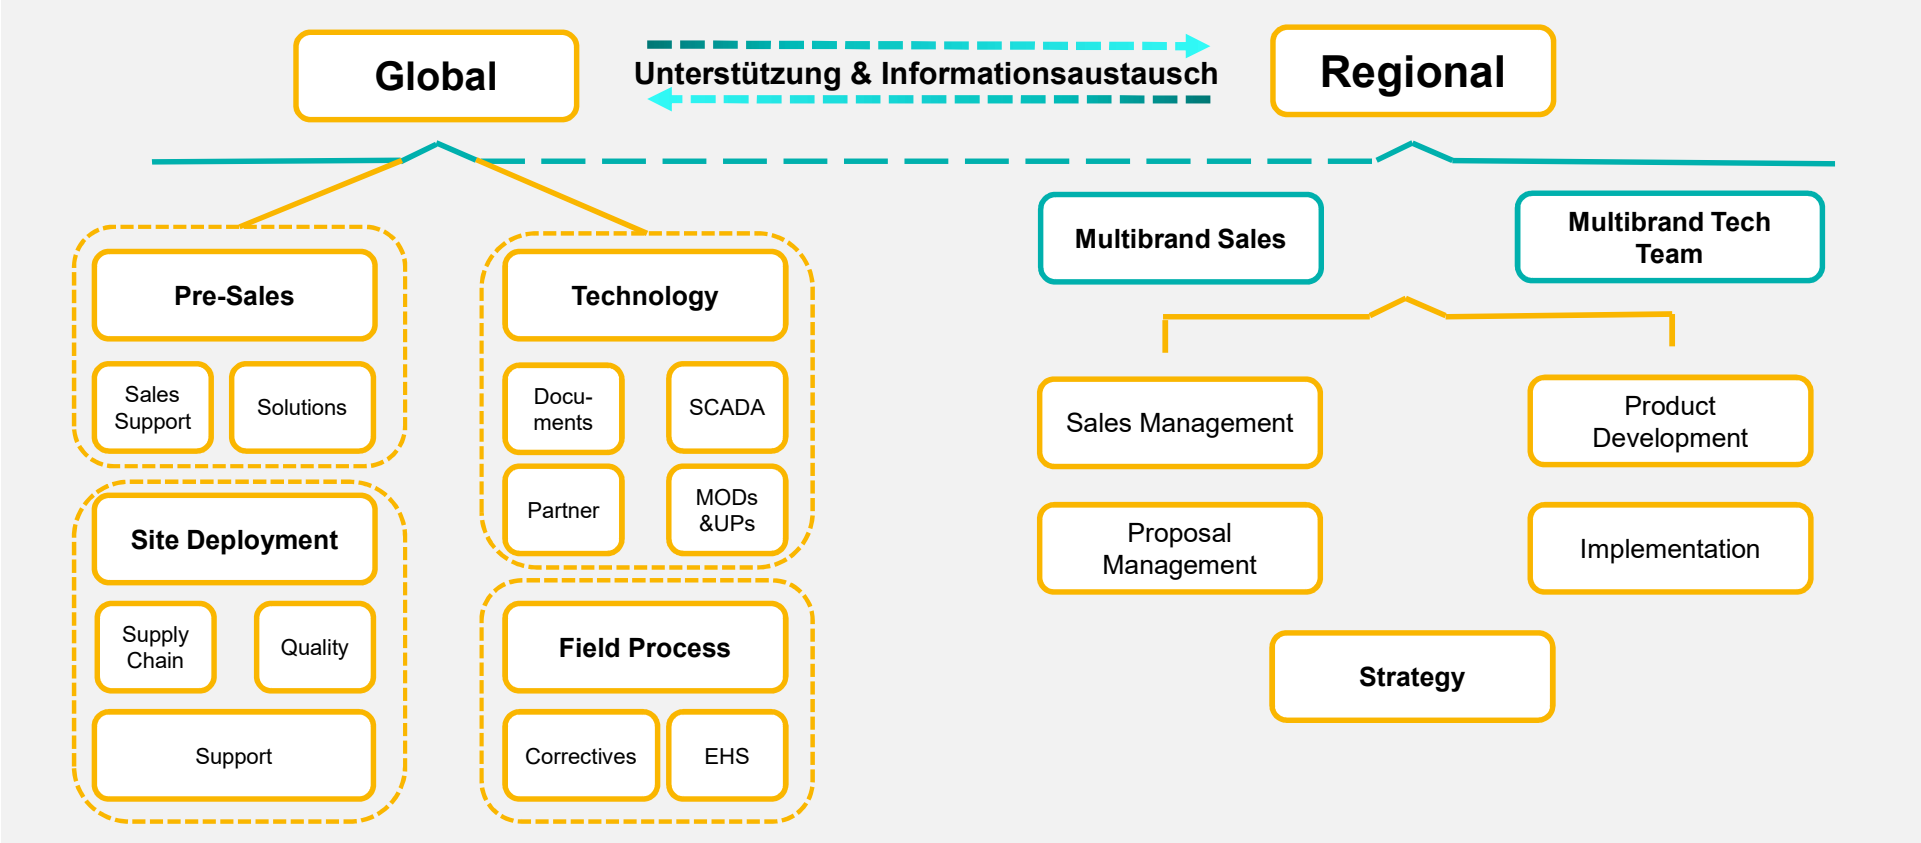 Global
Unterstützung & Informationsaustausch
Regional
Pre-Sales
Sales
Support
Solutions
Site Deployment
Supply
Chain
Quality
Support
Technology
Docu-
ments
SCADA
Partner
MODs
&UPs
Field Process
Correctives
EHS
Multibrand Sales
Multibrand Tech
Team
Sales Management
Product
Development
Proposal
Management
Implementation
Strategy